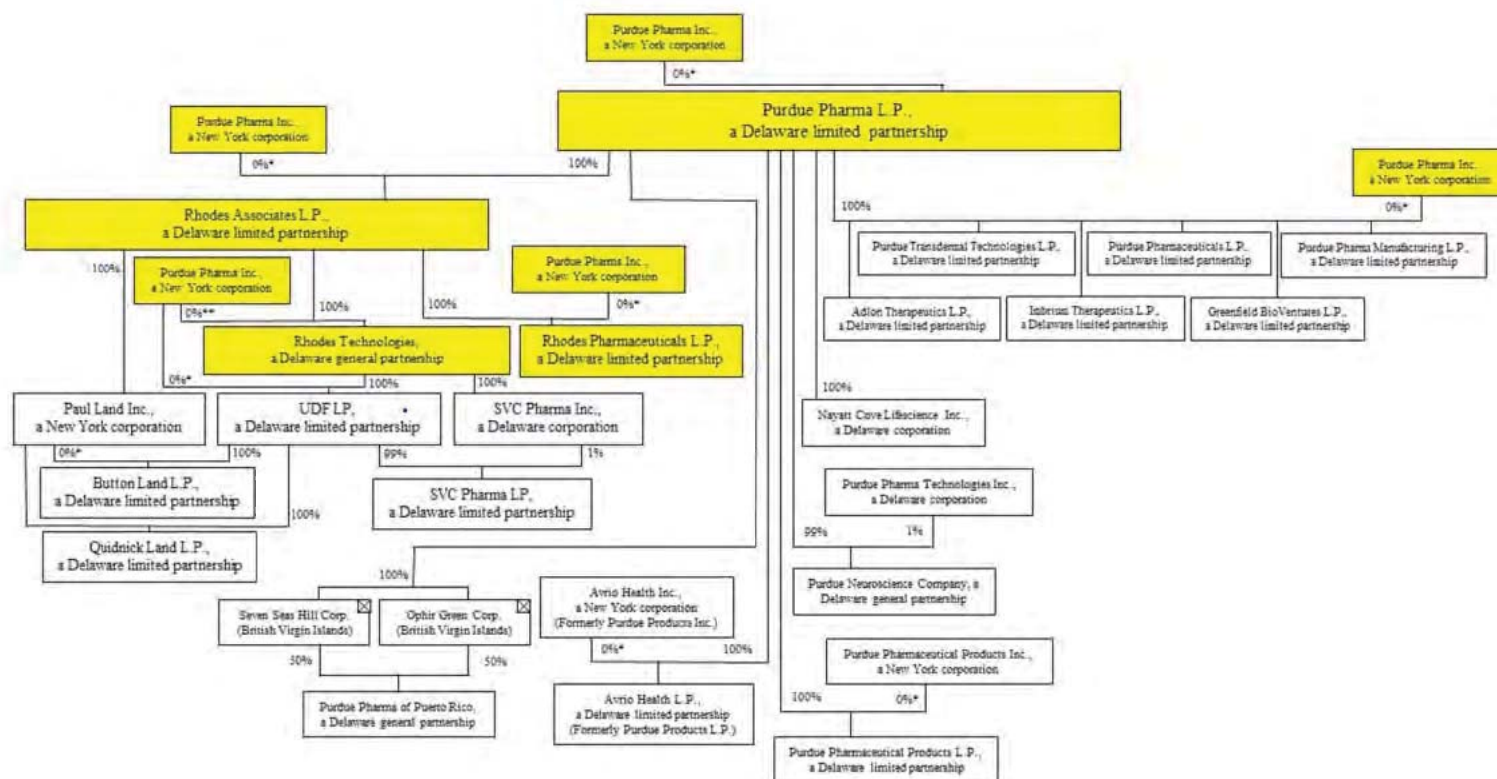 Purdue Pharma Inc.,
a New York corporation
0%*
Purdue Pharma L.P.,
a Delaware limited partnership
Purdue Pharma Inc.,
a New York corporation
0%*
100%
Purdue Pharma Inc.
a New York corporation
0%*
100%
Rhodes Associates L.P.,
a Delaware limited partnership
Purdue Transdermal Technologies L.P.,
a Delaware limited partnership
Purdue Pharmaceuticals L.P.,
a Delaware limited partnership
Purdue Pharma Manufacturing L.P.,
a Delaware limited partnership
100%
Purdue Pharma Inc.,
a New York corporation
0%**
100%
100%
Purdue Pharma Inc.,
a New York corporation
0%*
Adlon Therapeutics L.P.,
a Delaware limited partnership
Imbrium Therapeutics L.P.,
a Delaware limited partnership
Greenfield BioVentures L.P.,
a Delaware limited partnership
Rhodes Technologies,
a Delaware general partnership
Rhodes Pharmaceuticals L.P.,
a Delaware limited partnership
0%*
100%
100%
100%
Paul Land Inc.,
a New York corporation
UDF LP,
a Delaware limited partnership
SVC Pharma Inc.,
a Delaware corporation
Nayatt Cove Lifescience Inc.,
a Delaware corporation
0%*
100%
99%
1%
Button Land L.P.,
a Delaware limited partnership
SVC Pharma LP,
a Delaware limited partnership
Purdue Pharma Technologies Inc.,
a Delaware corporation
100%
99%
1%
Quidnick Land L.P.,
a Delaware limited partnership
100%
Purdue Neuroscience Company, a
Delaware general partnership
Seven Seas Hill Corp.
(British Virgin Islands)
Ophir Green Corp.
(British Virgin Islands)
Avrio Health Inc.,
a New York corporation
(Formerly Purdue Products Inc.)
50%
50%
0%*
100%
Purdue Pharmaceutical Products Inc.,
a New York corporation
100%
0%*
Purdue Pharma of Puerto Rico,
a Delaware general partnership
Avrio Health L.P.,
a Delaware limited partnership
(Formerly Purdue Products L.P.)
Purdue Pharmaceutical Products L.P.,
a Delaware limited partnership